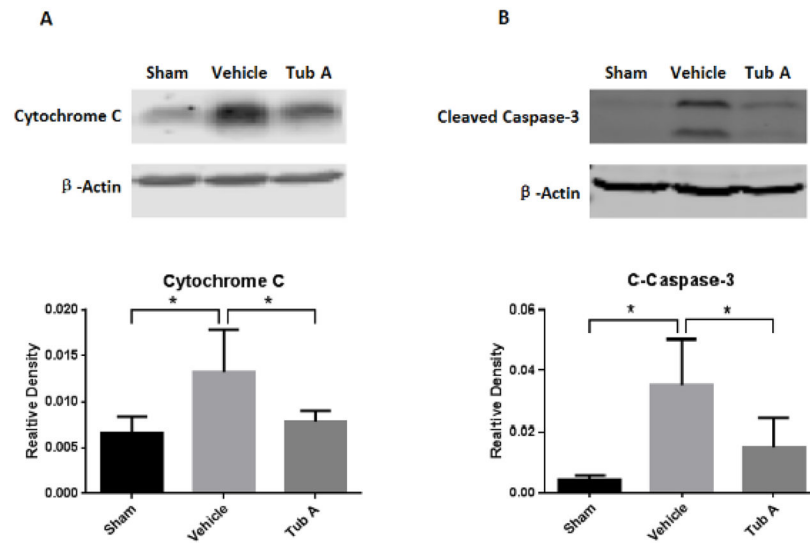 A
Sham Vehicle Tub A
Cytochrome C
β-Actin
Cytochrome C
* *
Realtive Density
0.020
0.015
0.010
0.005
0.000
Sham Vehicle Tub A
B
Sham Vehicle Tub A
Cleaved Caspase-3
β-Actin
C-Caspase-3
* *
Realtive Density
0.06
0.04
0.02
0.00
Sham Vehicle Tub A